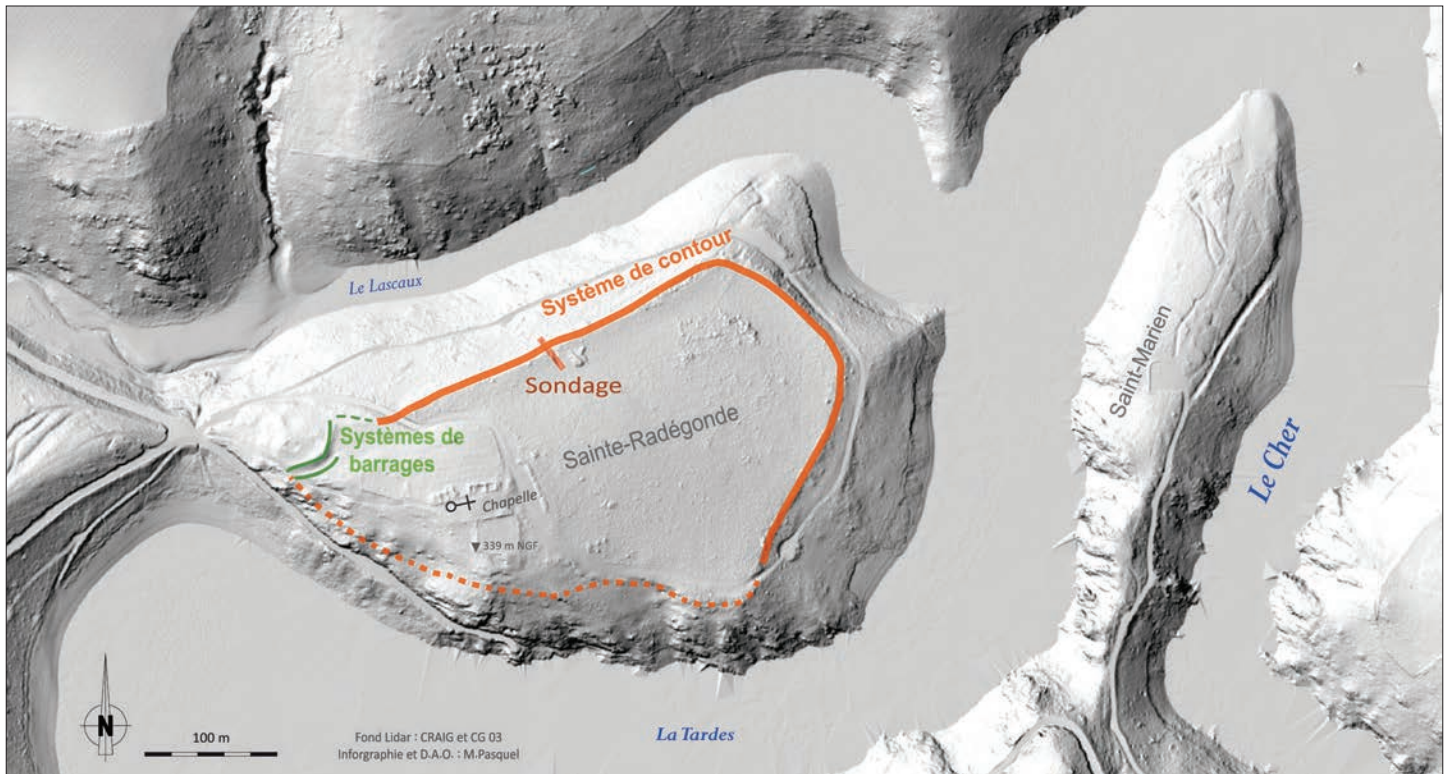 Le Lascaux
Système de contour
Sondage
Systèmes de
barrages
Sainte-Radégonde
Chapelle
339 m NGF
Saint-Marien
Le Cher
La Tardes
N
100 m
Fond Lidar : CRAIG et CG 03
Inforgraphie et D.A.O. : M.Pasquel